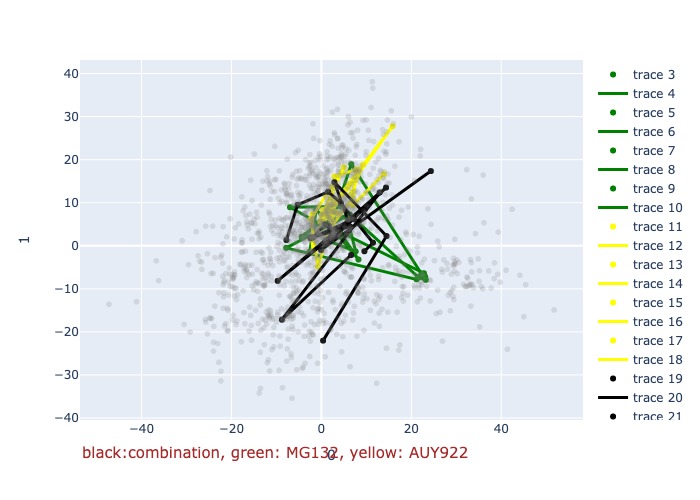 40
30
20
10
0
−10
−20
−30
−40
−40 −20 0 20 40
1
0
black:combination, green: MG132, yellow: AUY922
trace 3
trace 4
trace 5
trace 6
trace 7
trace 8
trace 9
trace 10
trace 11
trace 12
trace 13
trace 14
trace 15
trace 16
trace 17
trace 18
trace 19
trace 20
trace 21